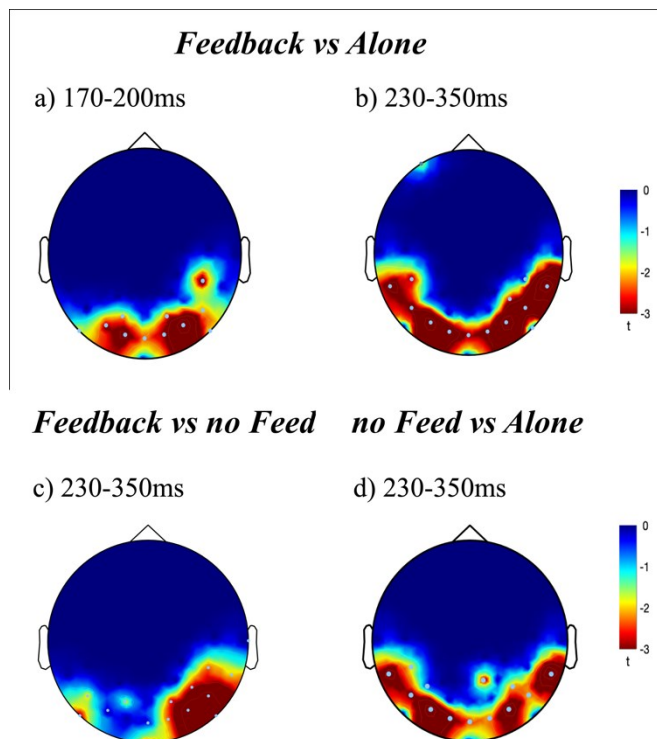 Feedback vs Alone
a) 170-200ms
b) 230-350ms
0
-1
-2
-3
t
Feedback vs no Feed
no Feed vs Alone
c) 230-350ms
d) 230-350ms
0
-1
-2
-3
t